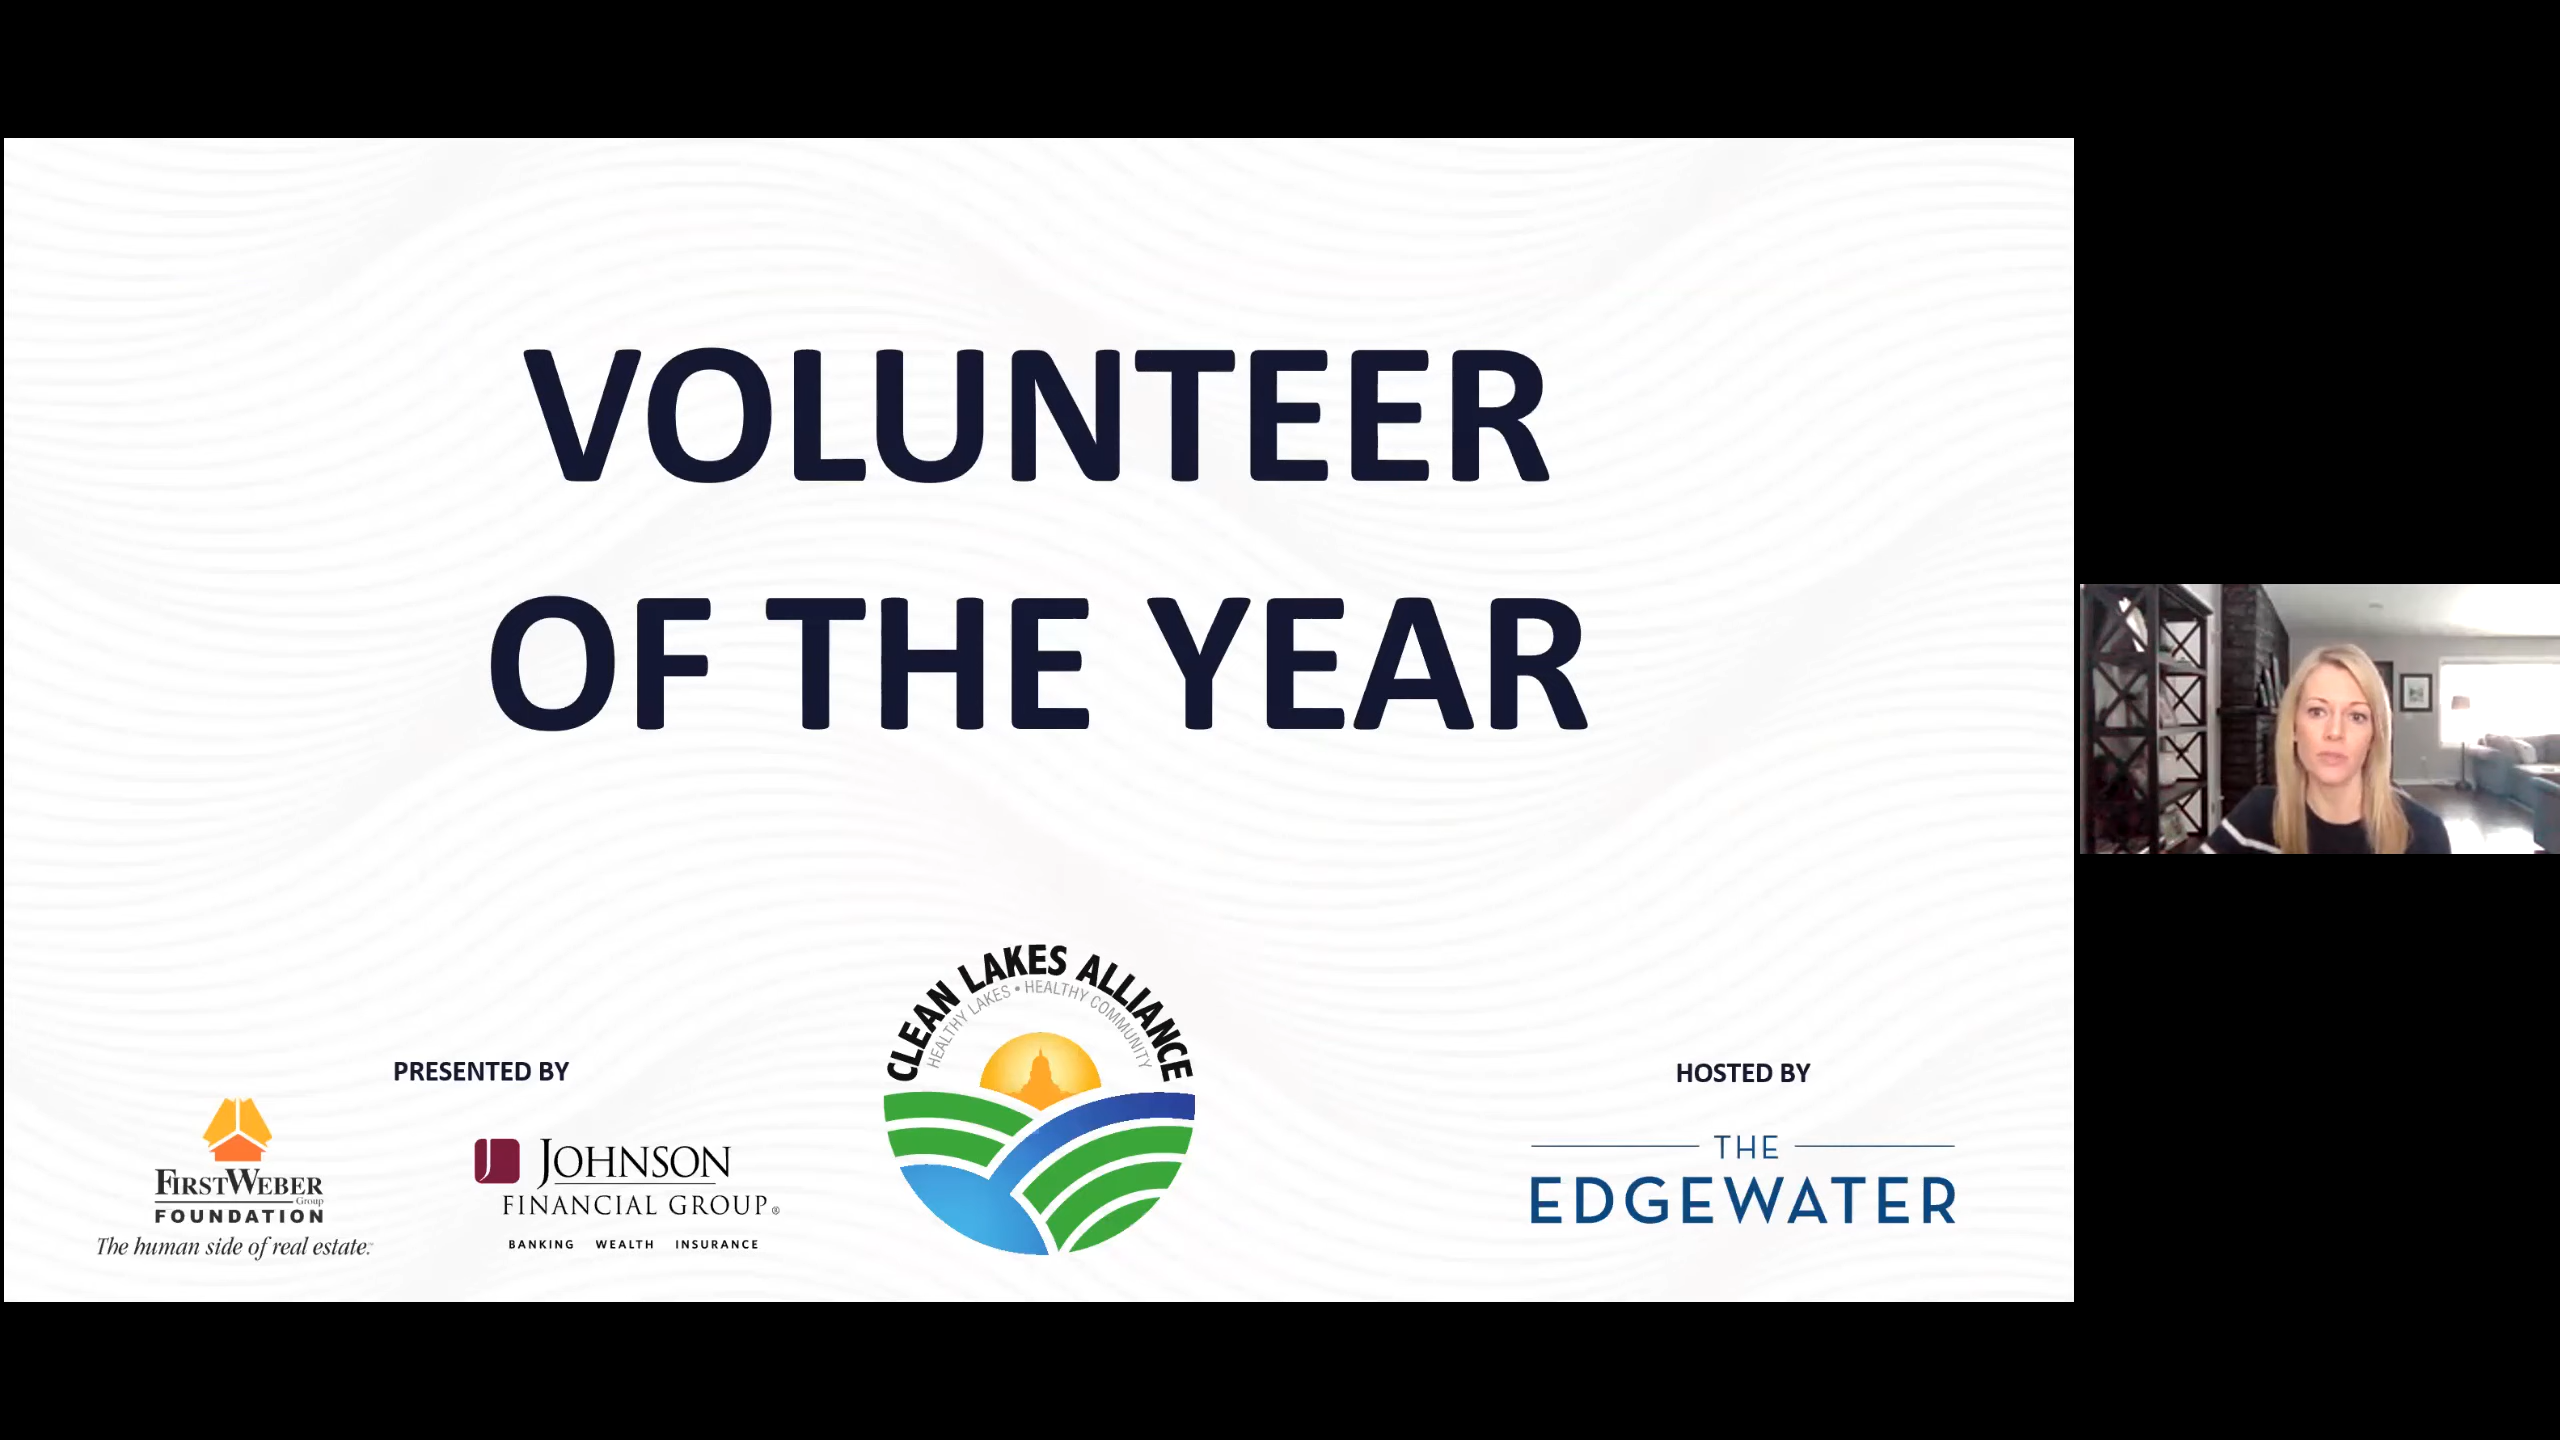 VOLUNTEER
OF THE YEAR
PRESENTED BY
FIRST WEBER
Group
FOUNDATION
The human side of real estate.
J
JOHNSON
FINANCIAL GROUP®
BANKING WEALTH INSURANCE
CLEAN LAKES ALLIANCE
HEALTHY LAKES • HEALTHY COMMUNITY
HOSTED BY
THE
EDGEWATER